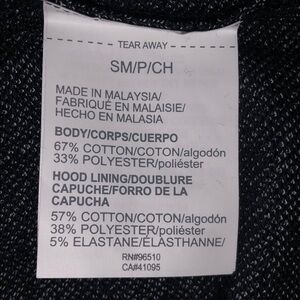 TEAR AWAY
SM/P/CH
MADE IN MALAYSIA/
FABRIQUÉ EN MALAISIE/
HECHO EN MALASIA
BODY/CORPS/CUERPO
67% COTTON/COTON/algodón
33% POLYESTER/poliéster
HOOD LINING/DOUBLURE
CAPUCHE/FORRO DE LA
CAPUCHA
57% COTTON/COTON/algodón
38% POLYESTER/poliéster
5% ELASTANE/ÉLASTHANNE/
RN#96510
CA#41095